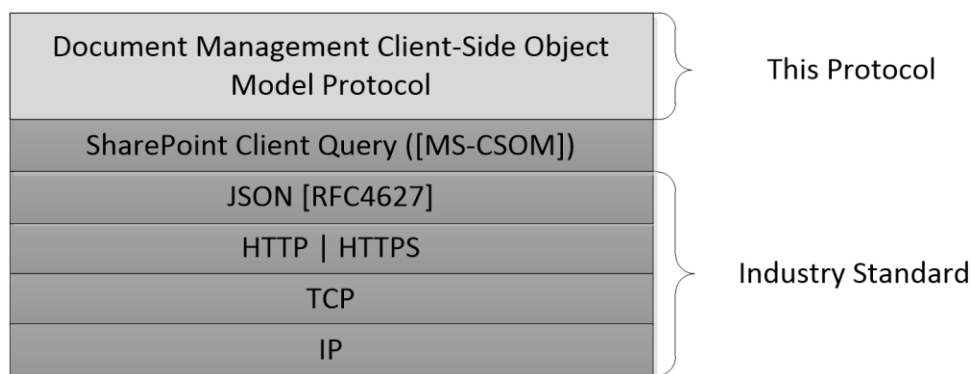 Document Management Client-Side Object
Model Protocol
This Protocol
SharePoint Client Query ([MS-CSOM])
JSON [RFC4627]
HTTP | HTTPS
Industry Standard
TCP
IP